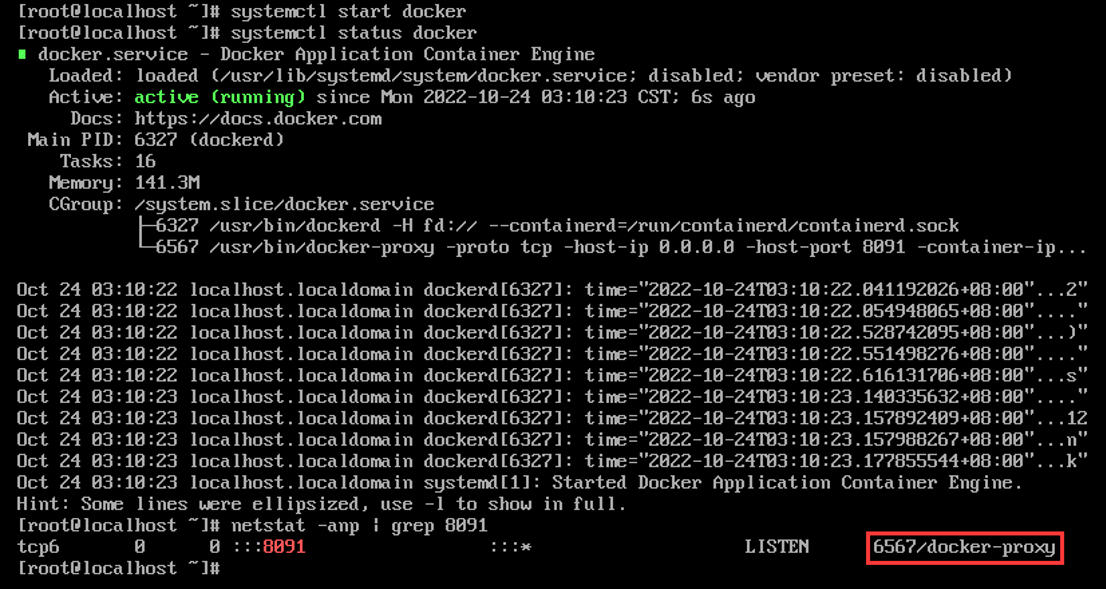 [root@localhost ~]# systemctl start docker
[root@localhost ~]# systemctl status docker
docker.service - Docker Application Container Engine
   Loaded: loaded (/usr/lib/systemd/system/docker.service; disabled; vendor preset: disabled)
   Active: active (running) since Mon 2022-10-24 03:10:23 CST; 6s ago
     Docs: https://docs.docker.com
 Main PID: 6327 (dockerd)
    Tasks: 16
   Memory: 141.3M
   CGroup: /system.slice/docker.service
           ├─6327 /usr/bin/dockerd -H fd:// --containerd=/run/containerd/containerd.sock
           └─6567 /usr/bin/docker-proxy -proto tcp -host-ip 0.0.0.0 -host-port 8091 -container-ip...
Oct 24 03:10:22 localhost.localdomain dockerd[6327]: time="2022-10-24T03:10:22.041192026+08:00"...2"
Oct 24 03:10:22 localhost.localdomain dockerd[6327]: time="2022-10-24T03:10:22.054948065+08:00"...."
Oct 24 03:10:22 localhost.localdomain dockerd[6327]: time="2022-10-24T03:10:22.528742095+08:00"...)"
Oct 24 03:10:22 localhost.localdomain dockerd[6327]: time="2022-10-24T03:10:22.551498276+08:00"...."
Oct 24 03:10:22 localhost.localdomain dockerd[6327]: time="2022-10-24T03:10:22.616131706+08:00"...s"
Oct 24 03:10:23 localhost.localdomain dockerd[6327]: time="2022-10-24T03:10:23.140335632+08:00"...."
Oct 24 03:10:23 localhost.localdomain dockerd[6327]: time="2022-10-24T03:10:23.157892409+08:00"...12
Oct 24 03:10:23 localhost.localdomain dockerd[6327]: time="2022-10-24T03:10:23.157988267+08:00"...n"
Oct 24 03:10:23 localhost.localdomain dockerd[6327]: time="2022-10-24T03:10:23.177855544+08:00"...k"
Oct 24 03:10:23 localhost.localdomain systemd[1]: Started Docker Application Container Engine.
Hint: Some lines were ellipsized, use -l to show in full.
[root@localhost ~]# netstat -anp | grep 8091
tcp6       0      0 :::8091                 :::*                    LISTEN      6567/docker-proxy
[root@localhost ~]#